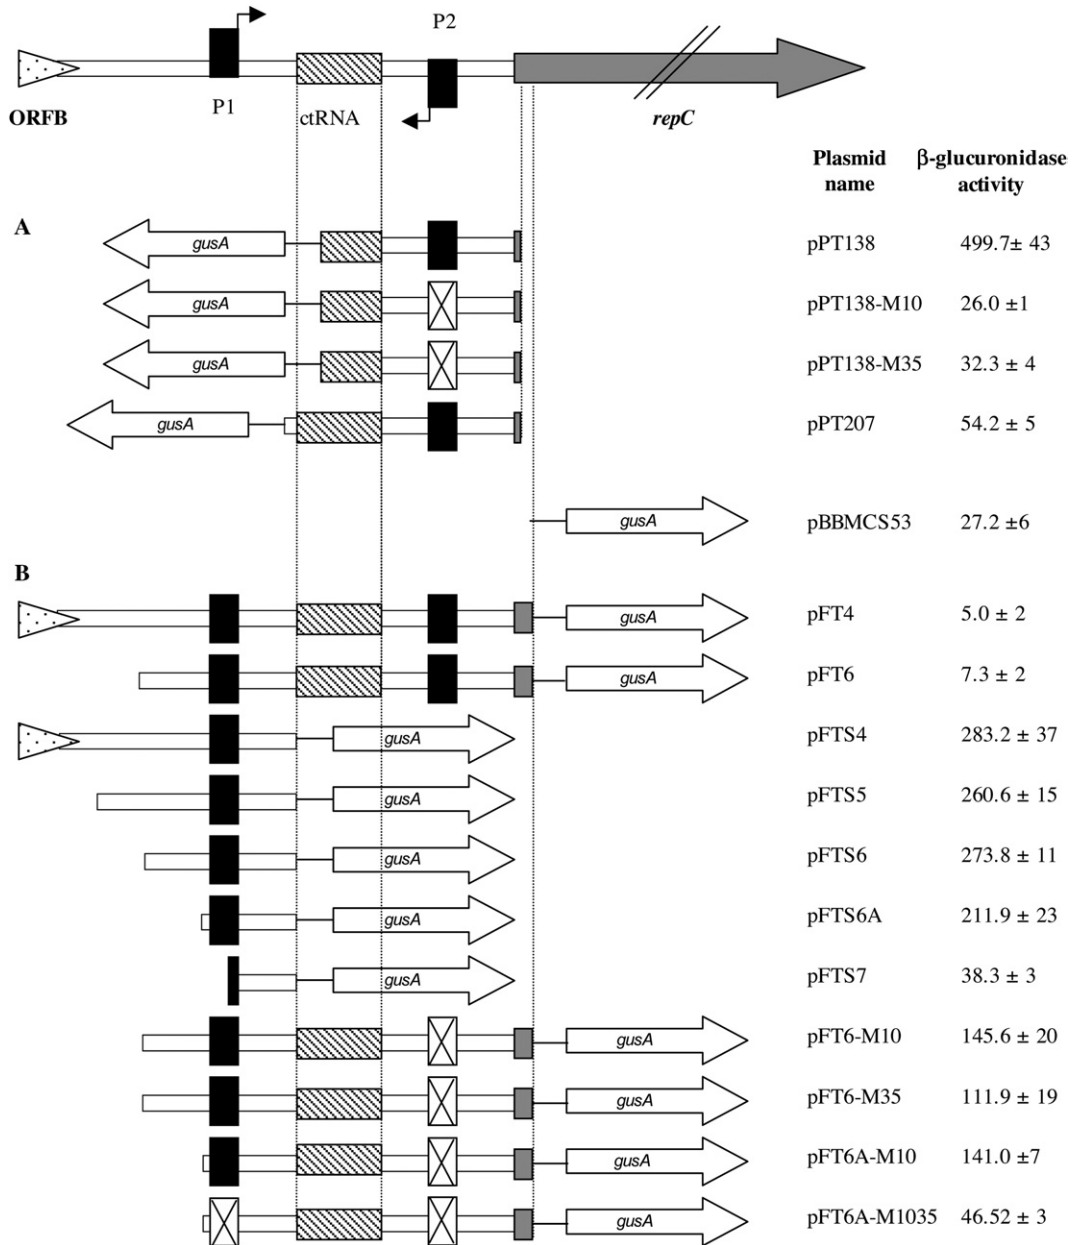 P2
P1
ORFB
ctRNA
repC
Plasmid name
β-glucuronidase activity
A
gusA
pPT138
499.7± 43
gusA
pPT138-M10
26.0 ±1
gusA
pPT138-M35
32.3 ± 4
gusA
pPT207
54.2 ± 5
gusA
pBBMCS53
27.2 ±6
B
gusA
pFT4
5.0 ± 2
gusA
pFT6
7.3 ± 2
gusA
pFTS4
283.2 ± 37
gusA
pFTS5
260.6 ± 15
gusA
pFTS6
273.8 ± 11
gusA
pFTS6A
211.9 ± 23
gusA
pFTS7
38.3 ± 3
gusA
pFT6-M10
145.6 ± 20
gusA
pFT6-M35
111.9 ± 19
gusA
pFT6A-M10
141.0 ±7
gusA
pFT6A-M1035
46.52 ± 3